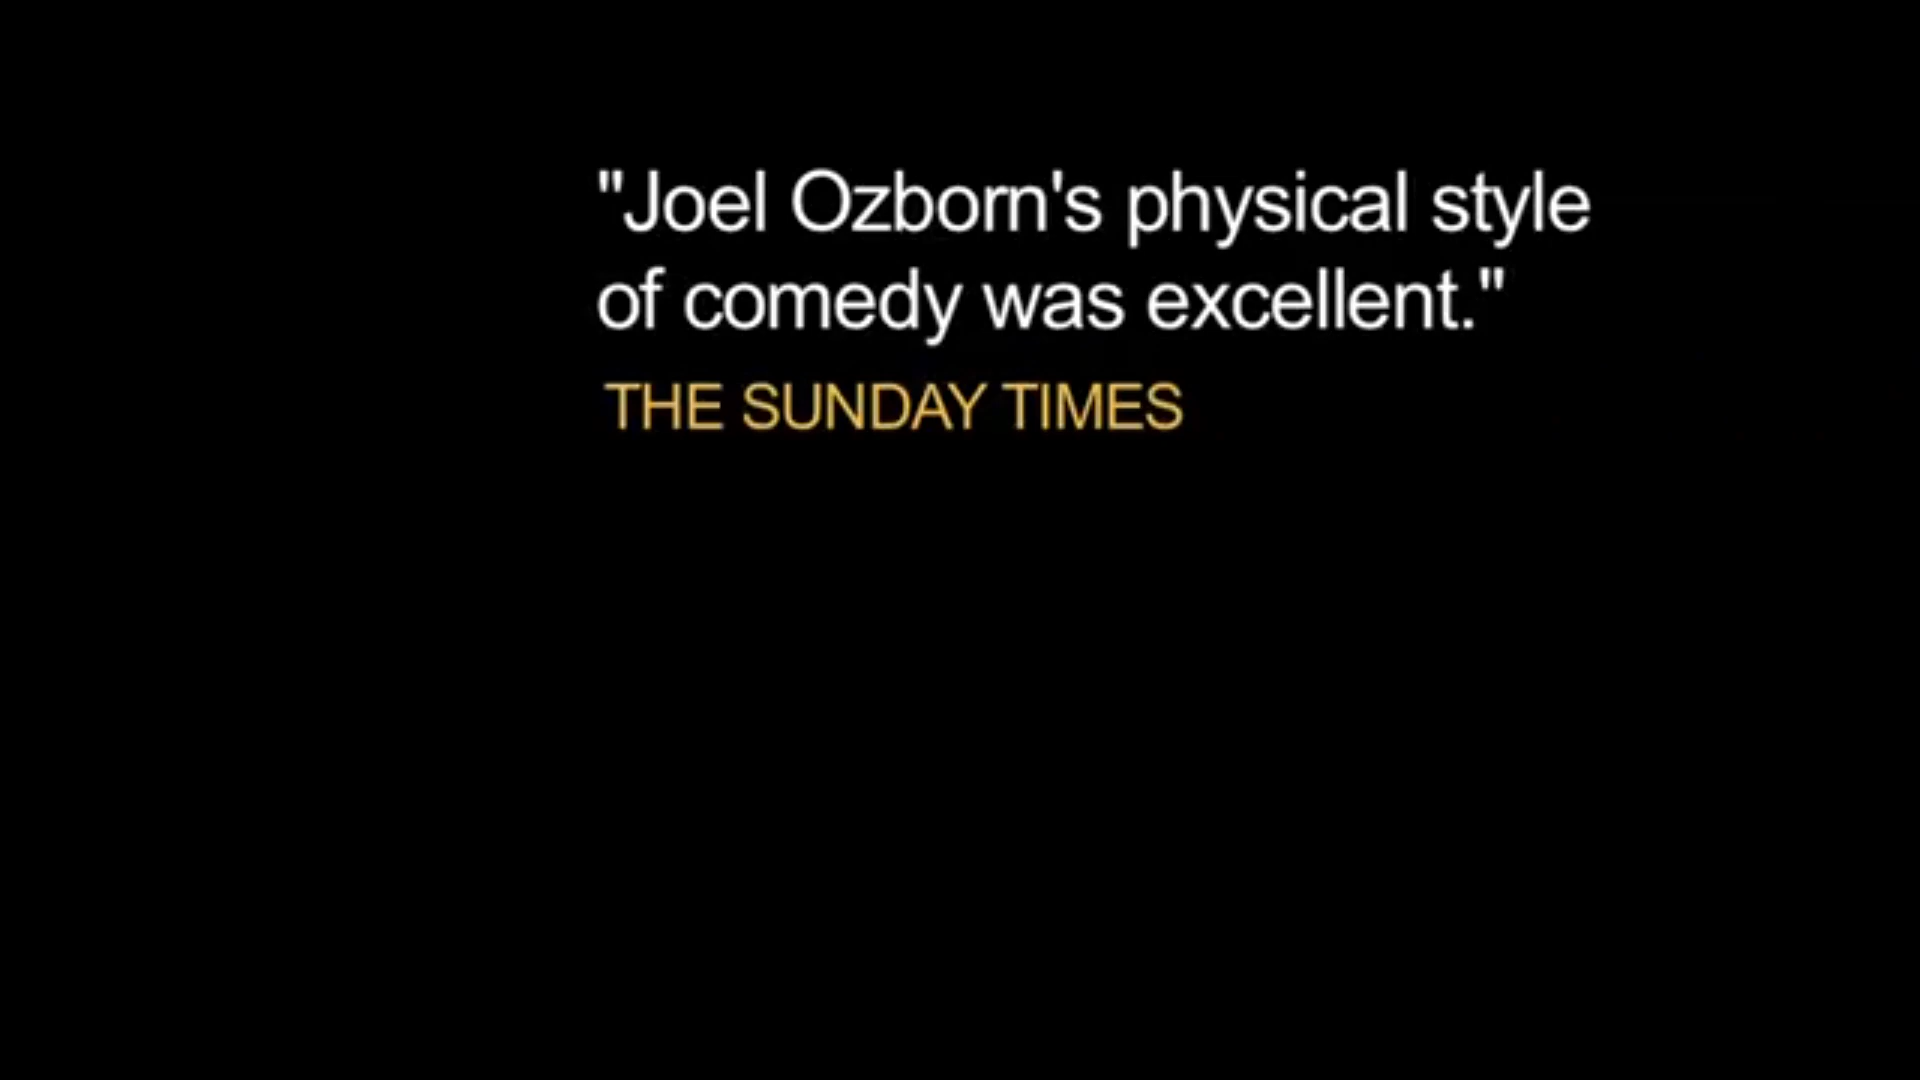 "Joel Ozborn's physical style
of comedy was excellent."
THE SUNDAY TIMES